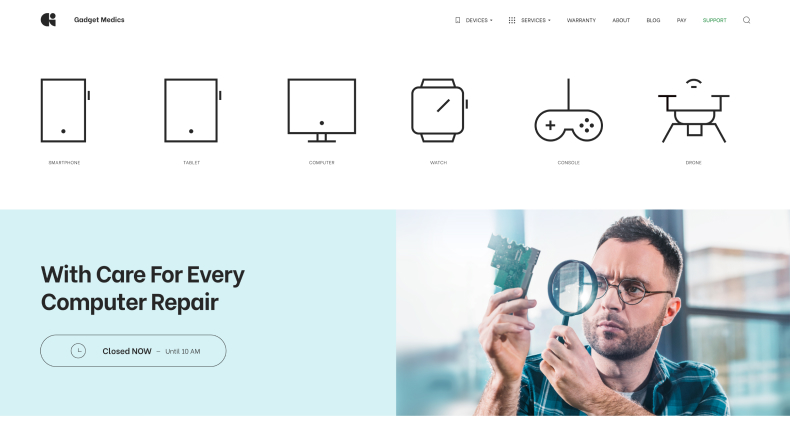 Gadget Medics
DEVICES
SERVICES
WARRANTY
ABOUT
BLOG
PAY
SUPPORT
SMARTPHONE
TABLET
COMPUTER
WATCH
CONSOLE
DRONE
With Care For Every
Computer Repair
Closed NOW – Until 10 AM